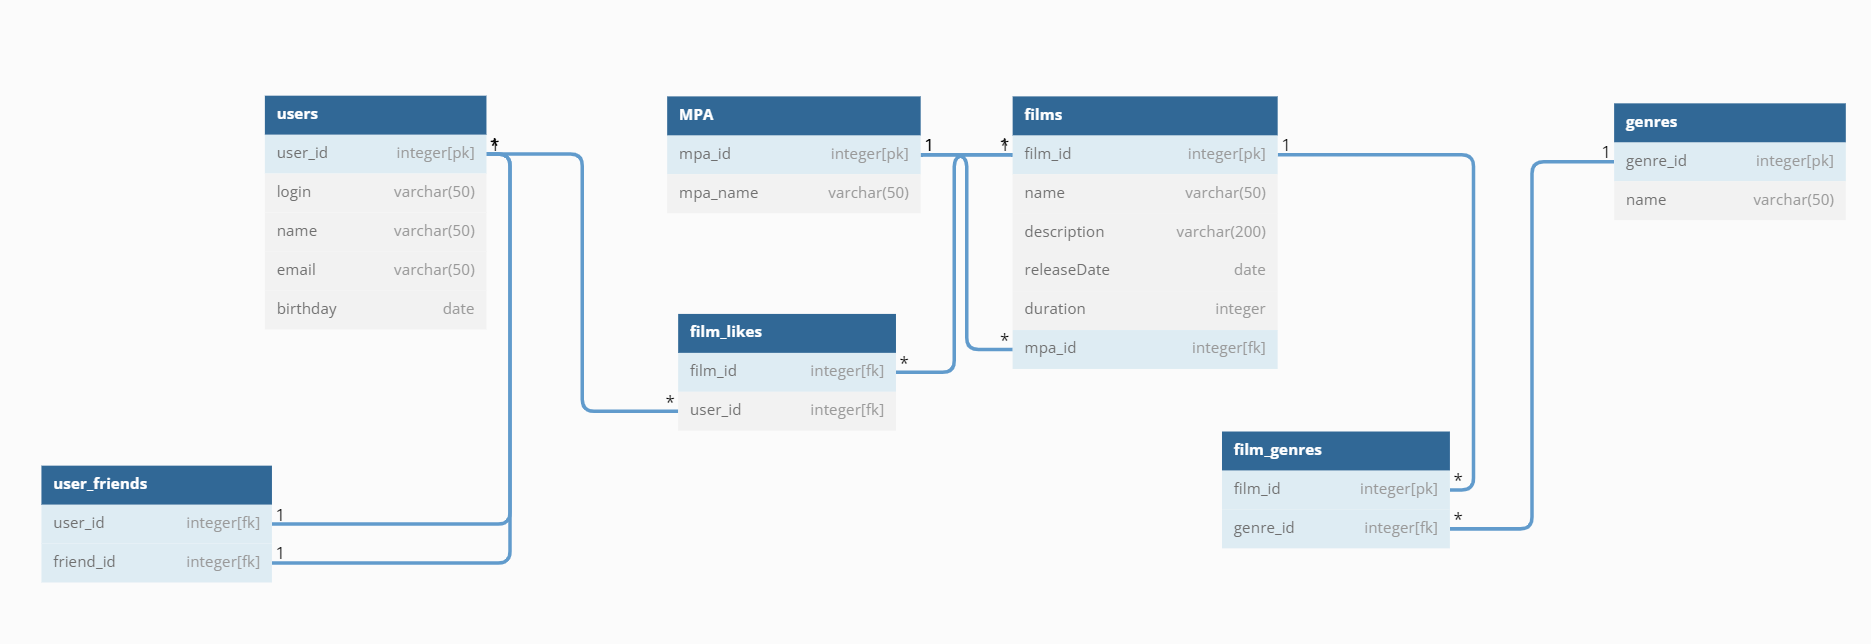 users
user_id integer[pk]
login varchar(50)
name varchar(50)
email varchar(50)
birthday date
* 1
MPA
mpa_id integer[pk]
mpa_name varchar(50)
1
films
film_id integer[pk]
name varchar(50)
description varchar(200)
releaseDate date
duration integer
mpa_id integer[fk]
* 1
*
1
genres
genre_id integer[pk]
name varchar(50)
1
film_likes
film_id integer[fk]
user_id integer[fk]
*
*
film_genres
film_id integer[pk]
genre_id integer[fk]
*
*
user_friends
user_id integer[fk]
friend_id integer[fk]
1
1